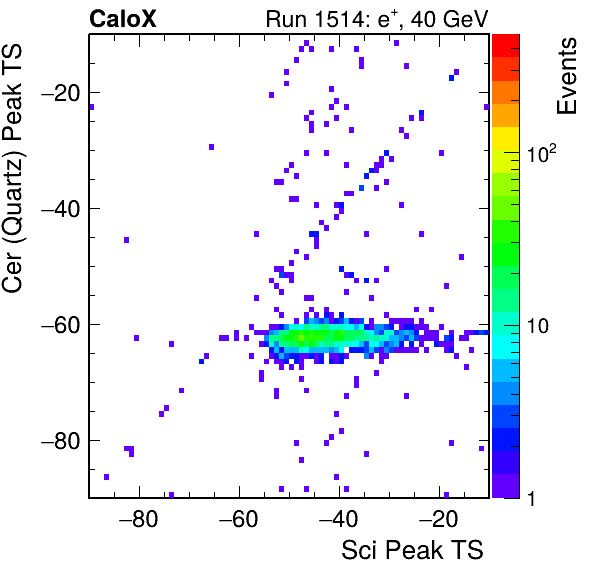 CaloX Run 1514: e⁺, 40 GeV
Cer (Quartz) Peak TS
−20
−40
−60
−80
−80 −60 −40 −20
Sci Peak TS
Events
10²
10
1